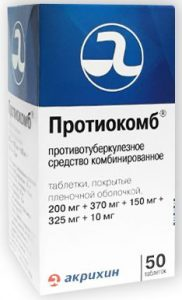 Протиокомб®
противотуберкулезное
средство комбинированное
таблетки, покрытые
пленочной оболочкой,
200 мг + 370 мг + 150 мг +
325 мг + 10 мг
акрихин
50
таблеток